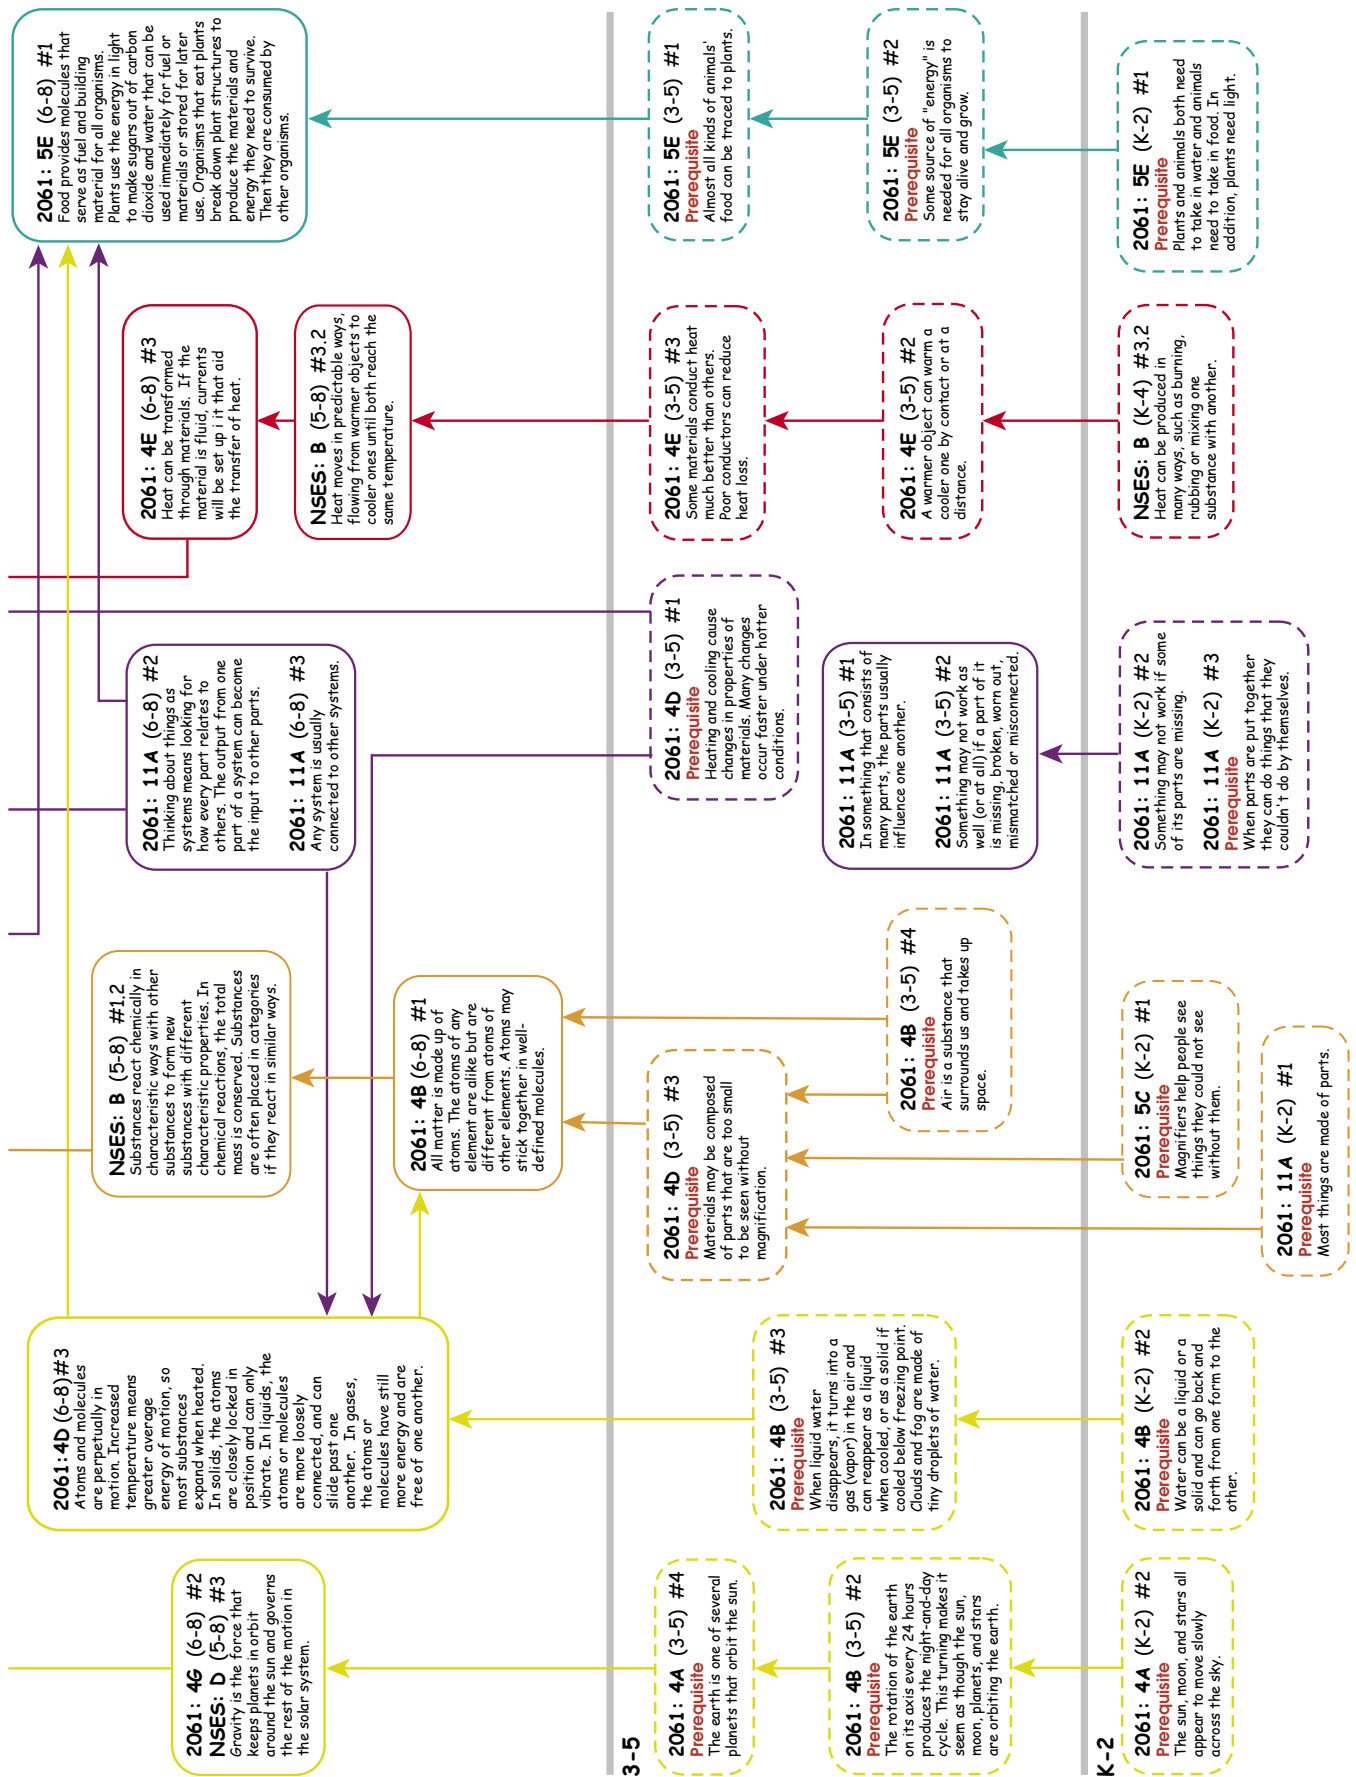 2061: 4G (6-8) #2
NSES: D (5-8) #3
Gravity is the force that
keeps planets in orbit
around the sun and governs
the rest of the motion in
the solar system.
2061:4D (6-8)#3
Atoms and molecules
are perpetually in
motion. Increased
temperature means
greater average
energy of motion, so
most substances
expand when heated.
In solids, the atoms
are closely locked in
position and can only
vibrate. In liquids, the
atoms or molecules
are more loosely
connected, and can
slide past one
another. In gases,
the atoms or
molecules have still
more energy and are
free of one another.
NSES: B (5-8) #1.2
Substances react chemically in
characteristic ways with other
substances to form new
substances with different
characteristic properties. In
chemical reactions, the total
mass is conserved. Substances
are often placed in categories
if they react in similar ways.
2061: 4B (6-8) #1
All matter is made up of
atoms. The atoms of any
element are alike but are
different from atoms of
other elements. Atoms may
stick together in well-
defined molecules.
2061: 11A (6-8) #2
Thinking about things as
systems means looking for
how every part relates to
others. The output from one
part of a system can become
the input to other parts.
2061: 11A (6-8) #3
Any system is usually
connected to other systems.
2061: 4E (6-8) #3
Heat can be transformed
through materials. If the
material is fluid, currents
will be set up i it that aid
the transfer of heat.
NSES: B (5-8) #3.2
Heat moves in predictable ways,
flowing from warmer objects to
cooler ones until both reach the
same temperature.
2061: 5E (6-8) #1
Food provides molecules that
serve as fuel and building
material for all organisms.
Plants use the energy in light
to make sugars out of carbon
dioxide and water that can be
used immediately for fuel or
materials or stored for later
use. Organisms that eat plants
break down plant structures to
produce the materials and
energy they need to survive.
Then they are consumed by
other organisms.
3-5
2061: 4A (3-5) #4
Prerequisite
The earth is one of several
planets that orbit the sun.
2061: 4B (3-5) #2
Prerequisite
The rotation of the earth
on its axis every 24 hours
produces the night-and-day
cycle. This turning makes it
seem as though the sun,
moon, planets, and stars
are orbiting the earth.
2061: 4B (3-5) #3
Prerequisite
When liquid water
disappears, it turns into a
gas (vapor) in the air and
can reappear as a liquid
when cooled, or as a solid if
cooled below freezing point.
Clouds and fog are made of
tiny droplets of water.
2061: 4D (3-5) #3
Prerequisite
Materials may be composed
of parts that are too small
to be seen without
magnification.
2061: 4B (3-5) #4
Prerequisite
Air is a substance that
surrounds us and takes up
space.
2061: 4D (3-5) #1
Prerequisite
Heating and cooling cause
changes in properties of
materials. Many changes
occur faster under hotter
conditions.
2061: 11A (3-5) #1
In something that consists of
many parts, the parts usually
influence one another.
2061: 11A (3-5) #2
Something may not work as
well (or at all) if a part of it
is missing, broken, worn out,
mismatched or misconnected.
2061: 4E (3-5) #3
Some materials conduct heat
much better than others.
Poor conductors can reduce
heat loss.
2061: 4E (3-5) #2
A warmer object can warm a
cooler one by contact or at a
distance.
2061: 5E (3-5) #1
Prerequisite
Almost all kinds of animals'
food can be traced to plants.
2061: 5E (3-5) #2
Prerequisite
Some source of "energy" is
needed for all organisms to
stay alive and grow.
K-2
2061: 4A (K-2) #2
Prerequisite
The sun, moon, and stars all
appear to move slowly
across the sky.
2061: 4B (K-2) #2
Prerequisite
Water can be a liquid or a
solid and can go back and
forth from one form to the
other.
2061: 5C (K-2) #1
Prerequisite
Magnifiers help people see
things they could not see
without them.
2061: 11A (K-2) #1
Prerequisite
Most things are made of parts.
2061: 11A (K-2) #2
Something may not work if some
of its parts are missing.
2061: 11A (K-2) #3
Prerequisite
When parts are put together
they can do things that they
couldn't do by themselves.
NSES: B (K-4) #3.2
Heat can be produced in
many ways, such as burning,
rubbing or mixing one
substance with another.
2061: 5E (K-2) #1
Prerequisite
Plants and animals both need
to take in water and animals
need to take in food. In
addition, plants need light.